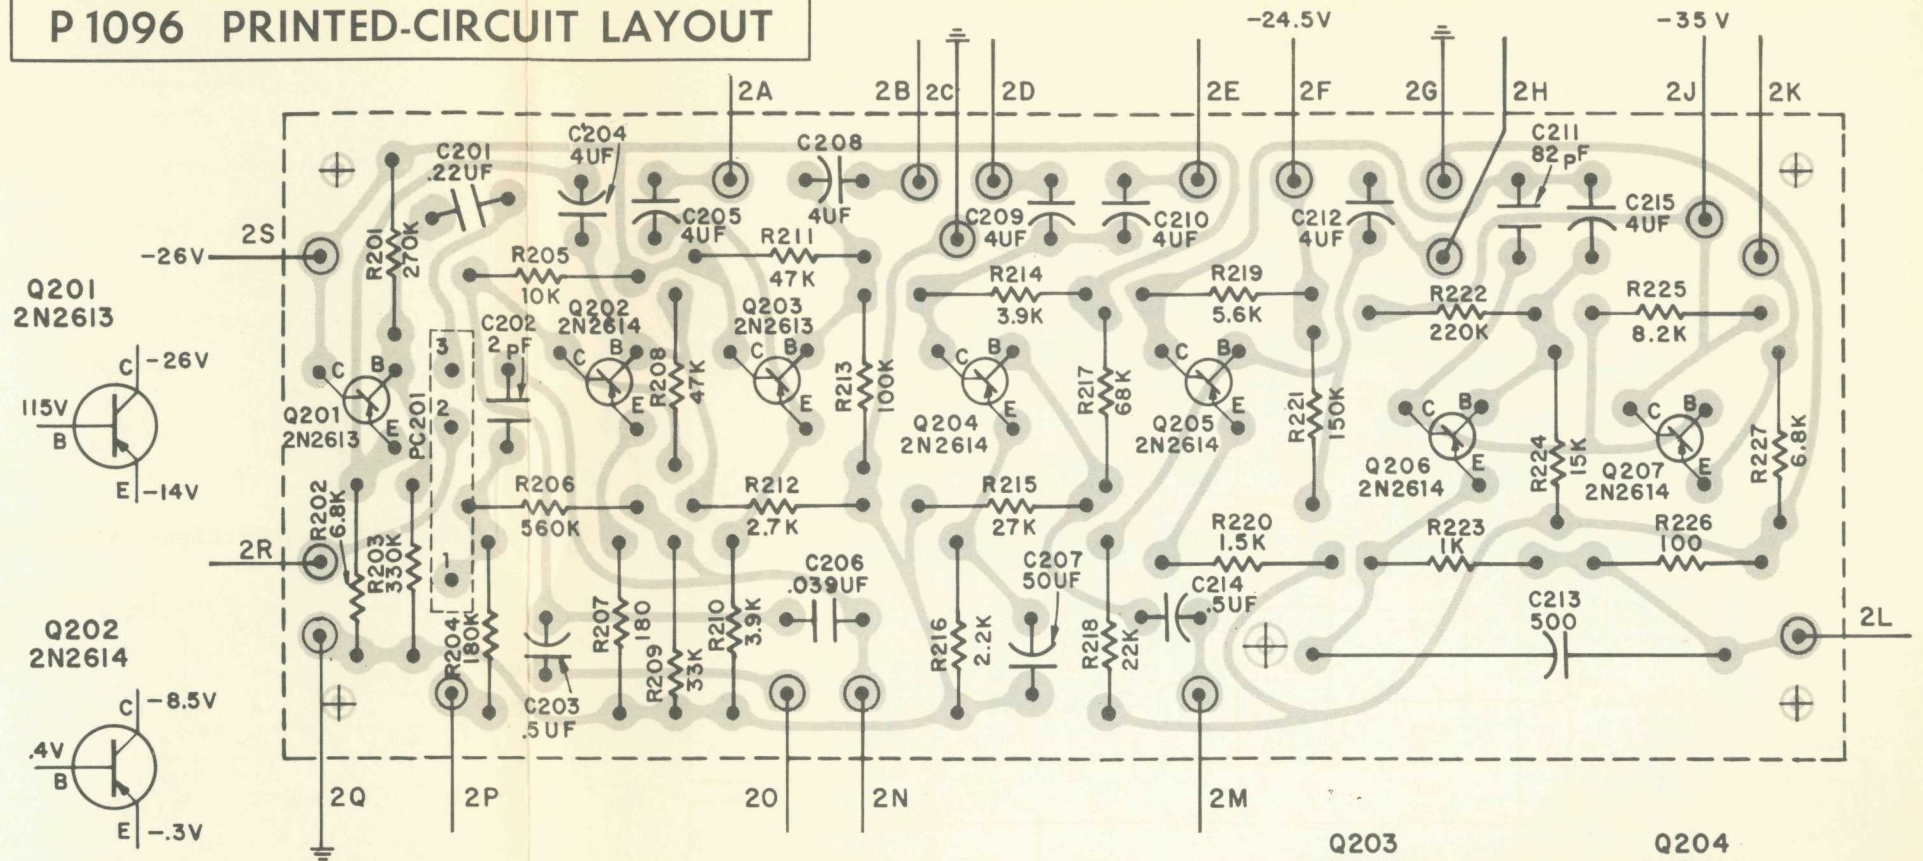 P 1096 PRINTED-CIRCUIT LAYOUT
-24.5V
-35 V
2A
2B
2C
2D
2E
2F
2G
2H
2J
2K
C201
.22UF
C204
4UF
C208
4UF
C211
82pF
C205
4UF
C209
4UF
C210
4UF
C212
4UF
C215
4UF
2S
-26V
R201
270K
R205
10K
R211
47K
R214
3.9K
R219
5.6K
R222
220K
R225
8.2K
Q201
2N2613
C
-26V
115V
B
E
-14V
C
B
E
Q201
2N2613
3
2
1
PC201
C202
2pF
Q202
2N2614
C
B
E
R208
47K
Q203
2N2613
C
B
E
R213
100K
C
B
E
Q204
2N2614
R217
68K
C
B
E
Q205
2N2614
R221
150K
C
B
E
Q206
2N2614
R224
15K
C
B
E
Q207
2N2614
R227
6.8K
R202
6.8K
R203
330K
R206
560K
R212
2.7K
R215
27K
R220
1.5K
R223
1K
R226
100
2R
Q202
2N2614
C
-8.5V
.4V
B
E
-.3V
R204
180K
C203
.5UF
R207
180
R209
33K
R210
3.9K
C206
.039UF
R216
2.2K
C207
50UF
R218
22K
C214
.5UF
C213
500
2L
2Q
2P
2O
2N
2M
Q203
Q204